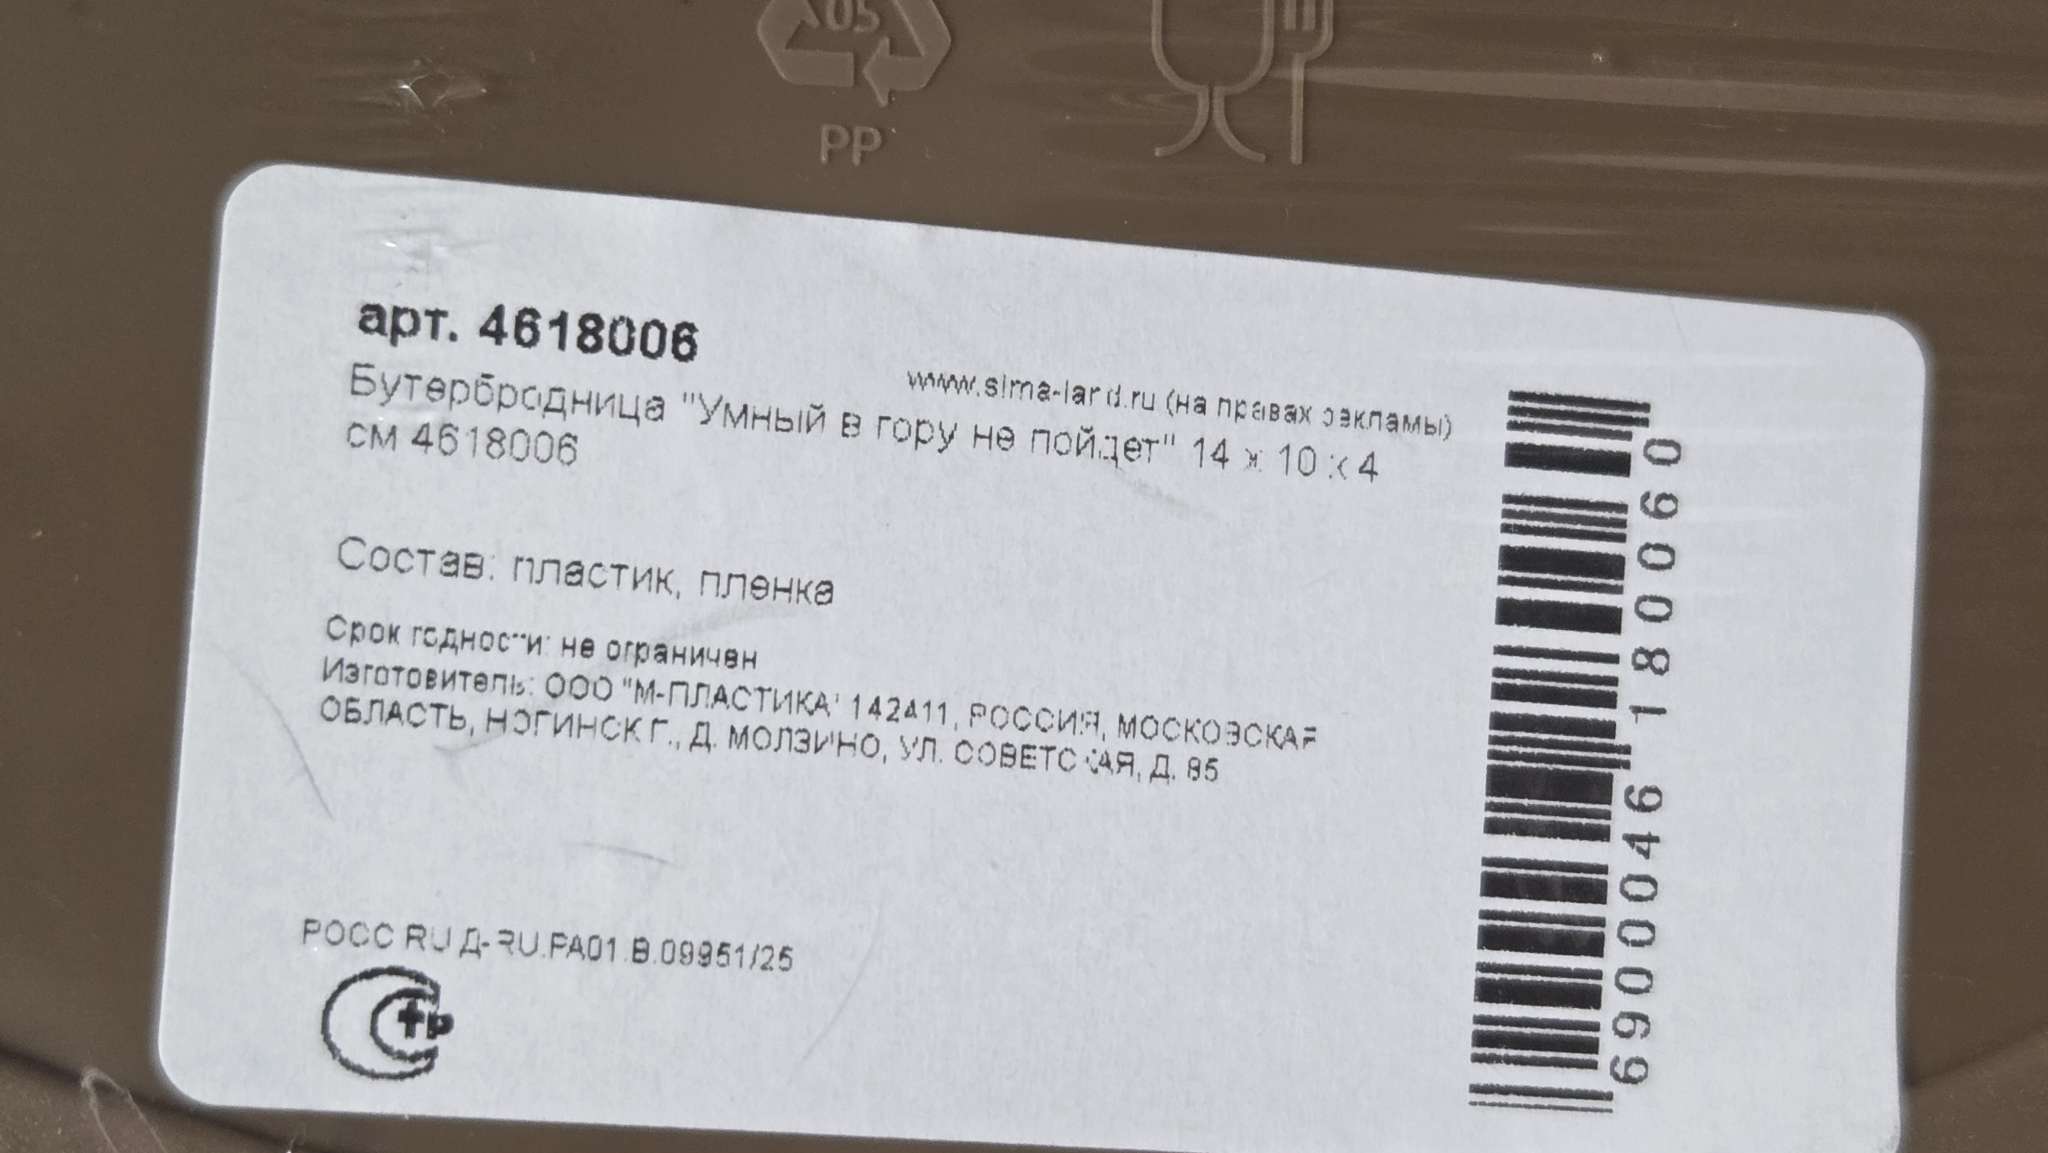 05
PP
арт. 4618006
www.sima-land.ru (на правах рекламы)
Бутербродница "Умный в гору не пойдет" 14 x 10 x 4
см 4618006
Состав: пластик, пленка
Срок годности: не ограничен
Изготовитель: ООО "М-ПЛАСТИКА" 142411, РОССИЯ, МОСКОВСКАЯ
ОБЛАСТЬ, НОГИНСК Г., Д. МОЛЗИНО, УЛ. СОВЕТСКАЯ, Д. 85
РОСС RU Д-RU.РА01.В.09951/25
Стр
6900046180060